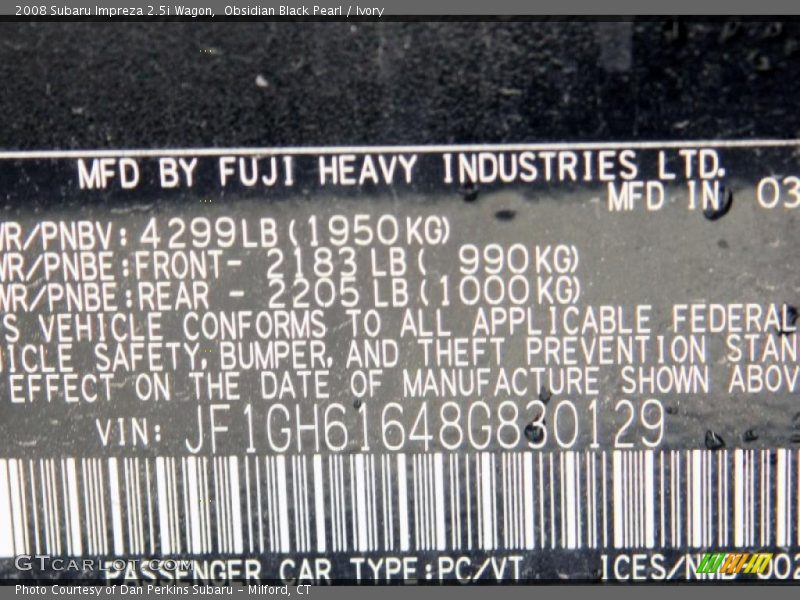 2008 Subaru Impreza 2.5i Wagon, Obsidian Black Pearl / Ivory
MFD BY FUJI HEAVY INDUSTRIES LTD.
MFD IN 03
WR/PNBV: 4299LB (1950KG)
WR/PNBE:FRONT- 2183 LB ( 990KG)
WR/PNBE:REAR - 2205 LB (1000KG)
S VEHICLE CONFORMS TO ALL APPLICABLE FEDERAL
ICLE SAFETY, BUMPER, AND THEFT PREVENTION STAN
EFFECT ON THE DATE OF MANUFACTURE SHOWN ABOV
VIN: JF1GH61648G830129
GTCarLot.com
PASSENGER CAR TYPE:PC/VT ICES/NMB-002
Photo Courtesy of Dan Perkins Subaru - Milford, CT